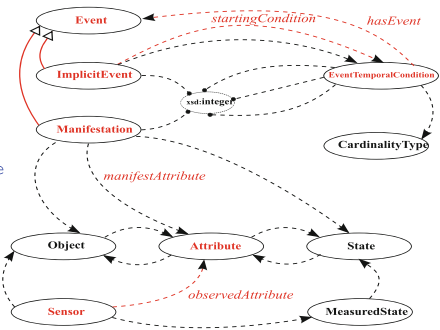 Event
startingCondition
hasEvent
ImplicitEvent
EventTemporalCondition
xsd:integer
Manifestation
CardinalityType
e
manifestAttribute
Object
Attribute
State
observedAttribute
Sensor
MeasuredState